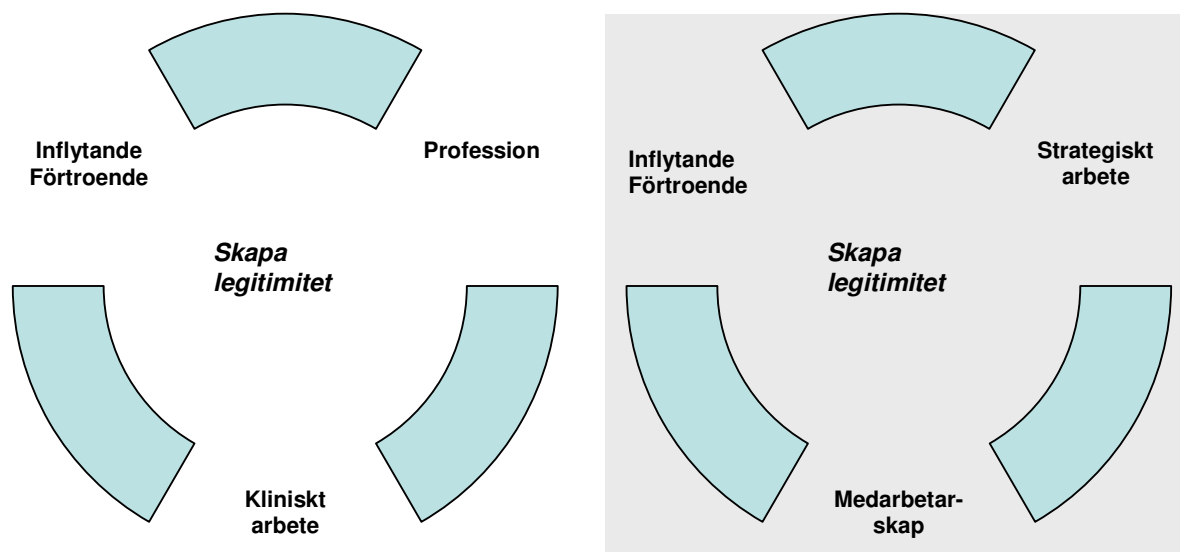 Inflytande
Förtroende
Profession
Skapa
legitimitet
Kliniskt
arbete
Inflytande
Förtroende
Strategiskt
arbete
Skapa
legitimitet
Medarbetar-
skap